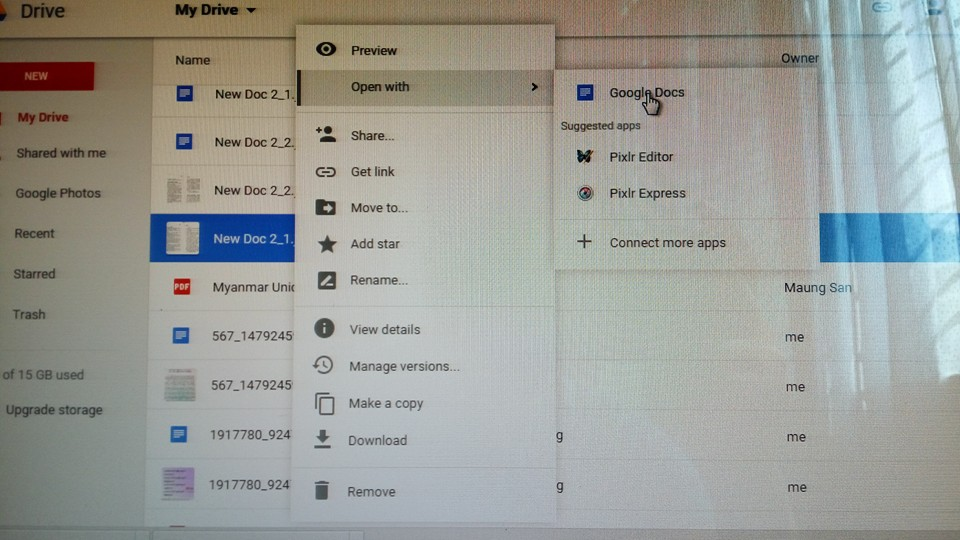 Drive
My Drive
NEW
My Drive
Shared with me
Google Photos
Recent
Starred
Trash
of 15 GB used
Upgrade storage
Name
Owner
New Doc 2_1.
New Doc 2_2.
New Doc 2_2.
New Doc 2_1.
PDF
Myanmar Unic
Maung San
567_1479245
me
567_1479245
me
1917780_924
g
me
1917780_924
g
me
Preview
Open with
Share...
Get link
Move to...
Add star
Rename...
View details
Manage versions...
Make a copy
Download
Remove
Google Docs
Suggested apps
Pixlr Editor
Pixlr Express
Connect more apps